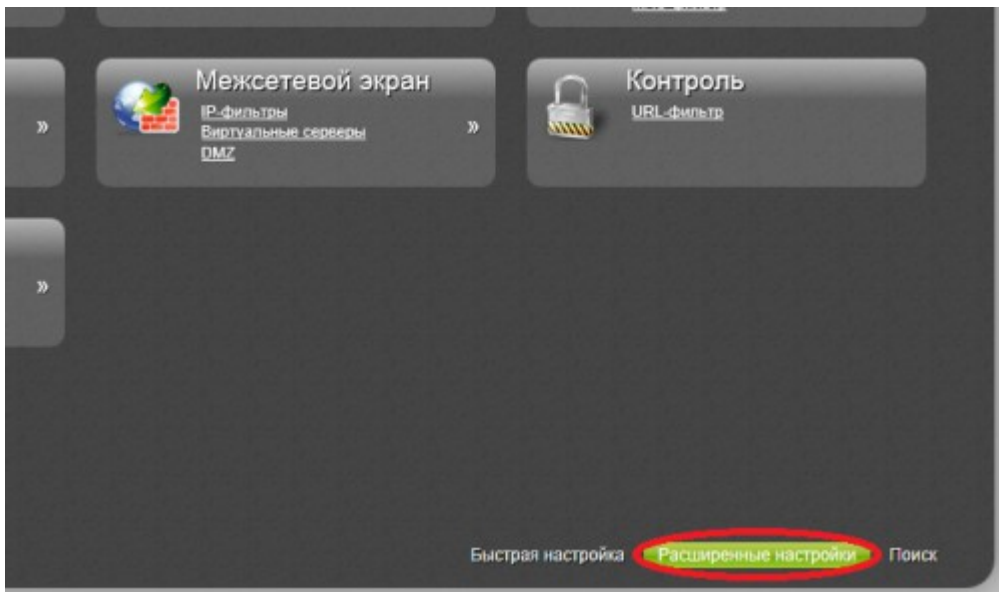 Межсетевой экран
IP-фильтры
Виртуальные серверы
DMZ
»
Контроль
URL-фильтр
»
»
Быстрая настройка
Расширенные настройки
Поиск